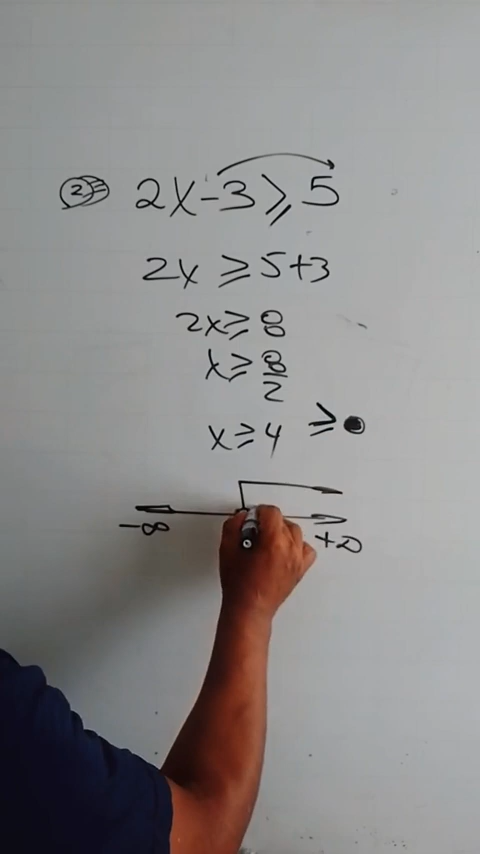 ② 2x-3≥5
2x ≥ 5+3
2x ≥ 8
x ≥ 8/2
x ≥ 4 ≥ ●
-∞ +∞